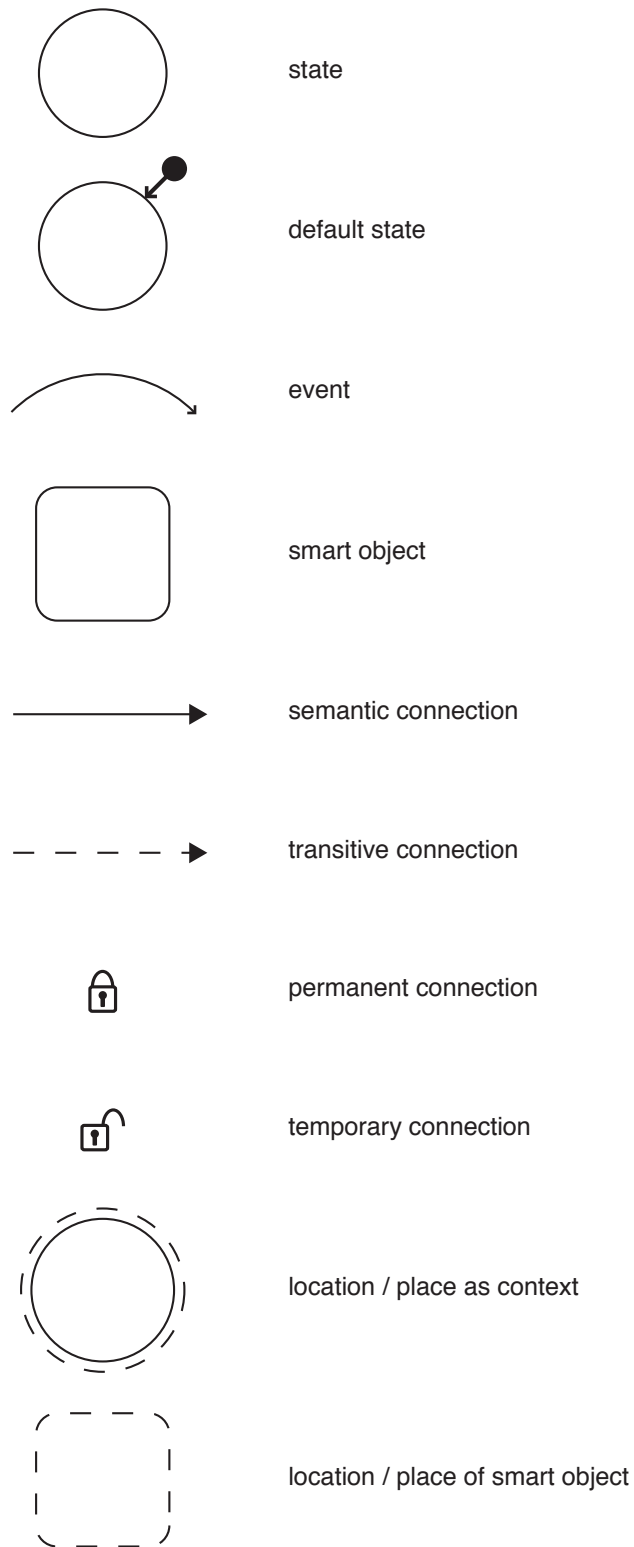 state
default state
event
smart object
semantic connection
transitive connection
permanent connection
temporary connection
location / place as context
location / place of smart object